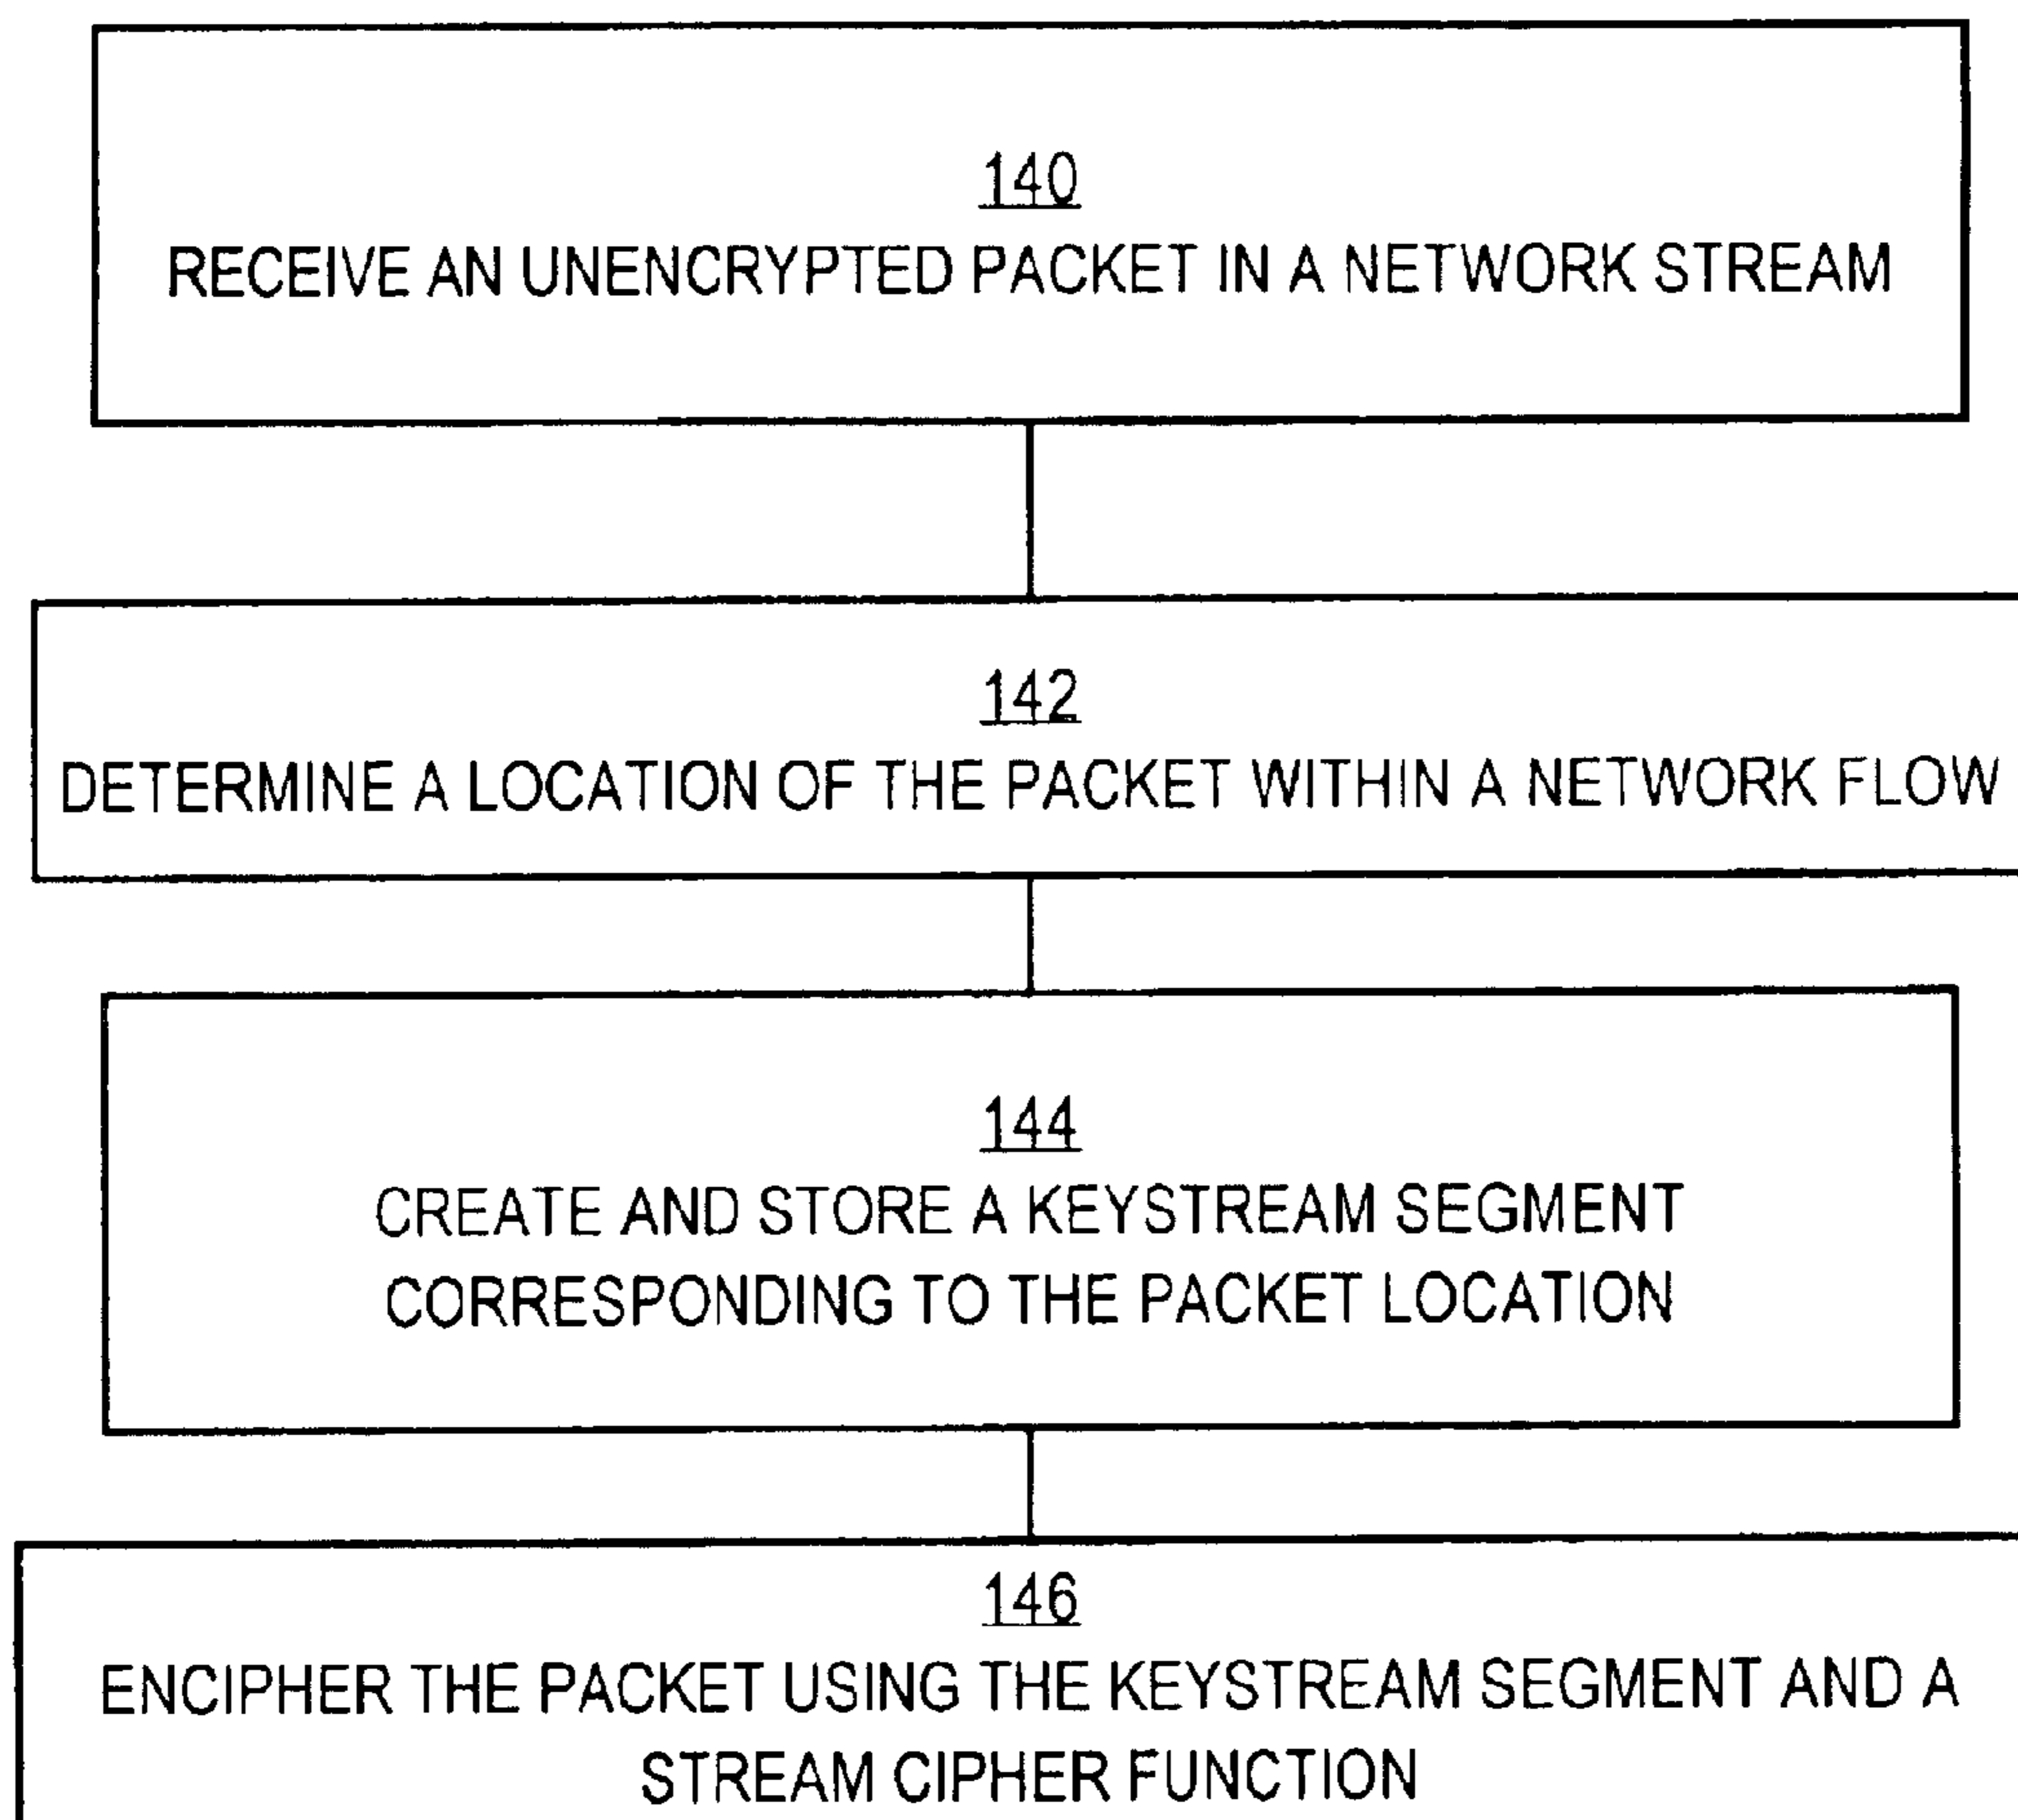 140
RECEIVE AN UNENCRYPTED PACKET IN A NETWORK STREAM
142
DETERMINE A LOCATION OF THE PACKET WITHIN A NETWORK FLOW
144
CREATE AND STORE A KEYSTREAM SEGMENT
CORRESPONDING TO THE PACKET LOCATION
146
ENCIPHER THE PACKET USING THE KEYSTREAM SEGMENT AND A
STREAM CIPHER FUNCTION